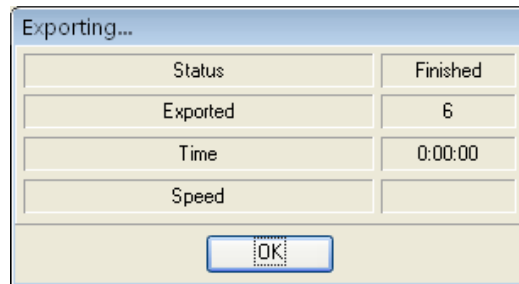 Exporting...
Status Finished
Exported 6
Time 0:00:00
Speed
OK